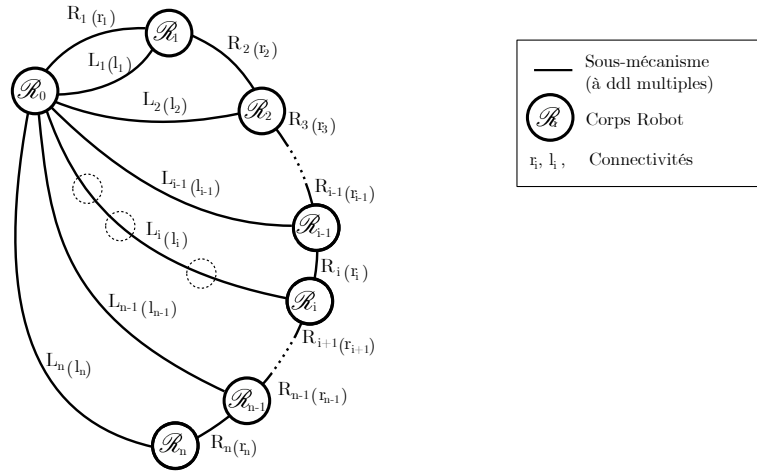 R₁(r₁)
ℛ₁
R₂(r₂)
L₁(l₁)
ℛ₀
L₂(l₂)
ℛ₂
R₃(r₃)
Lᵢ₋₁(lᵢ₋₁)
Rᵢ₋₁(rᵢ₋₁)
ℛᵢ₋₁
Lᵢ(lᵢ)
Rᵢ(rᵢ)
ℛᵢ
Lₙ₋₁(lₙ₋₁)
Rᵢ₊₁(rᵢ₊₁)
Lₙ(lₙ)
Rₙ₋₁(rₙ₋₁)
ℛₙ₋₁
Rₙ(rₙ)
ℛₙ
Sous-mécanisme
(à ddl multiples)
Corps Robot
rᵢ, lᵢ, Connectivités